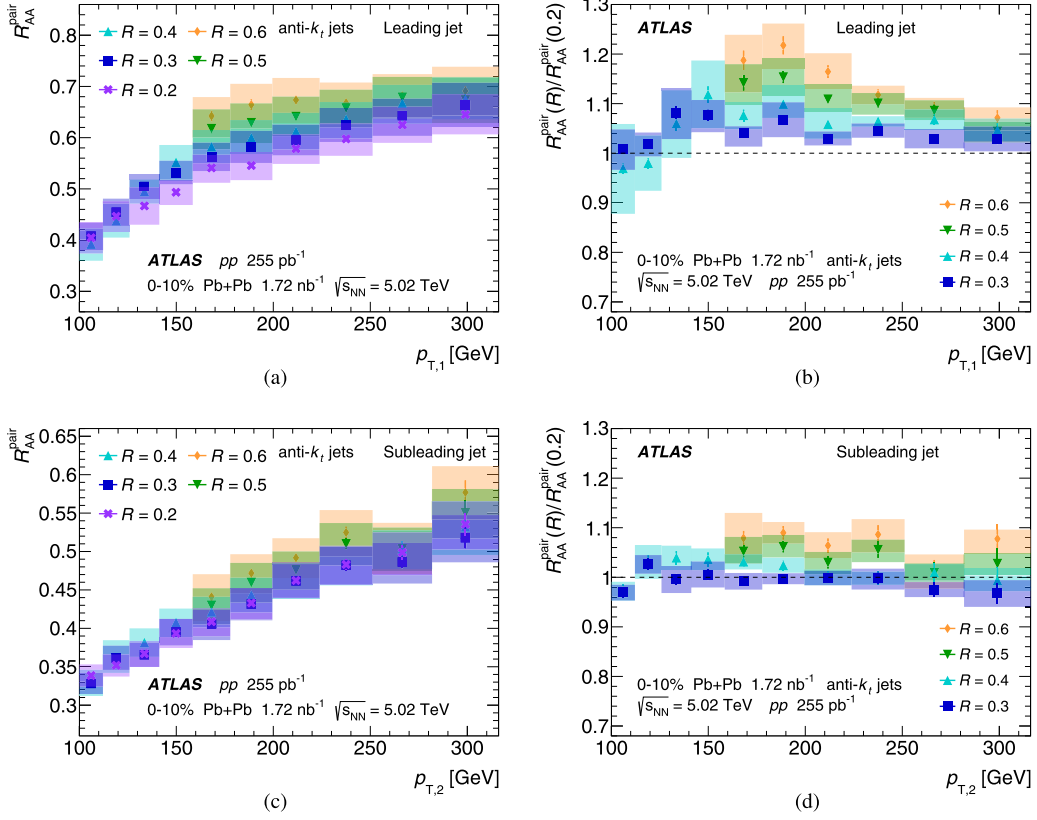 R_AA^pair
0.8
0.7
0.6
0.5
0.4
0.3
R = 0.4 R = 0.6 anti-k_t jets Leading jet
R = 0.3 R = 0.5
R = 0.2
ATLAS pp 255 pb⁻¹
0-10% Pb+Pb 1.72 nb⁻¹ √s_NN = 5.02 TeV
100 150 200 250 300
p_T,1 [GeV]
(a)
R_AA^pair(R)/R_AA^pair(0.2)
1.3
1.2
1.1
1
0.9
0.8
0.7
ATLAS Leading jet
R = 0.6
R = 0.5
R = 0.4
R = 0.3
0-10% Pb+Pb 1.72 nb⁻¹ anti-k_t jets
√s_NN = 5.02 TeV pp 255 pb⁻¹
100 150 200 250 300
p_T,1 [GeV]
(b)
R_AA^pair
0.65
0.6
0.55
0.5
0.45
0.4
0.35
0.3
R = 0.4 R = 0.6 anti-k_t jets Subleading jet
R = 0.3 R = 0.5
R = 0.2
ATLAS pp 255 pb⁻¹
0-10% Pb+Pb 1.72 nb⁻¹ √s_NN = 5.02 TeV
100 150 200 250 300
p_T,2 [GeV]
(c)
R_AA^pair(R)/R_AA^pair(0.2)
1.3
1.2
1.1
1
0.9
0.8
0.7
ATLAS Subleading jet
R = 0.6
R = 0.5
R = 0.4
R = 0.3
0-10% Pb+Pb 1.72 nb⁻¹ anti-k_t jets
√s_NN = 5.02 TeV pp 255 pb⁻¹
100 150 200 250 300
p_T,2 [GeV]
(d)